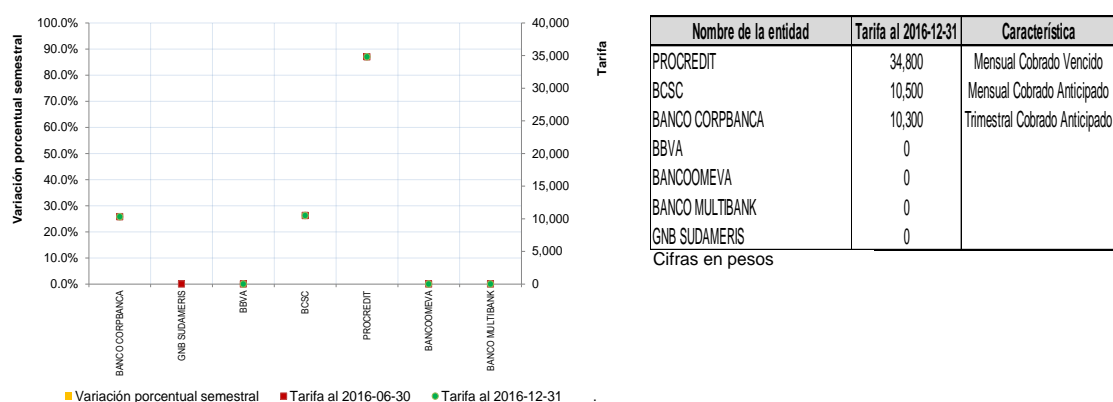 100.0%
90.0%
80.0%
70.0%
60.0%
50.0%
40.0%
30.0%
20.0%
10.0%
0.0%
Variación porcentual semestral
40,000
35,000
30,000
25,000
20,000
15,000
10,000
5,000
0
Tarifa
BANCO CORPBANCA
GNB SUDAMERIS
BBVA
BCSC
PROCREDIT
BANCOOMEVA
BANCO MULTIBANK
Variación porcentual semestral Tarifa al 2016-06-30 Tarifa al 2016-12-31 .
Nombre de la entidad Tarifa al 2016-12-31 Característica
PROCREDIT 34,800 Mensual Cobrado Vencido
BCSC 10,500 Mensual Cobrado Anticipado
BANCO CORPBANCA 10,300 Trimestral Cobrado Anticipado
BBVA 0
BANCOOMEVA 0
BANCO MULTIBANK 0
GNB SUDAMERIS 0
Cifras en pesos